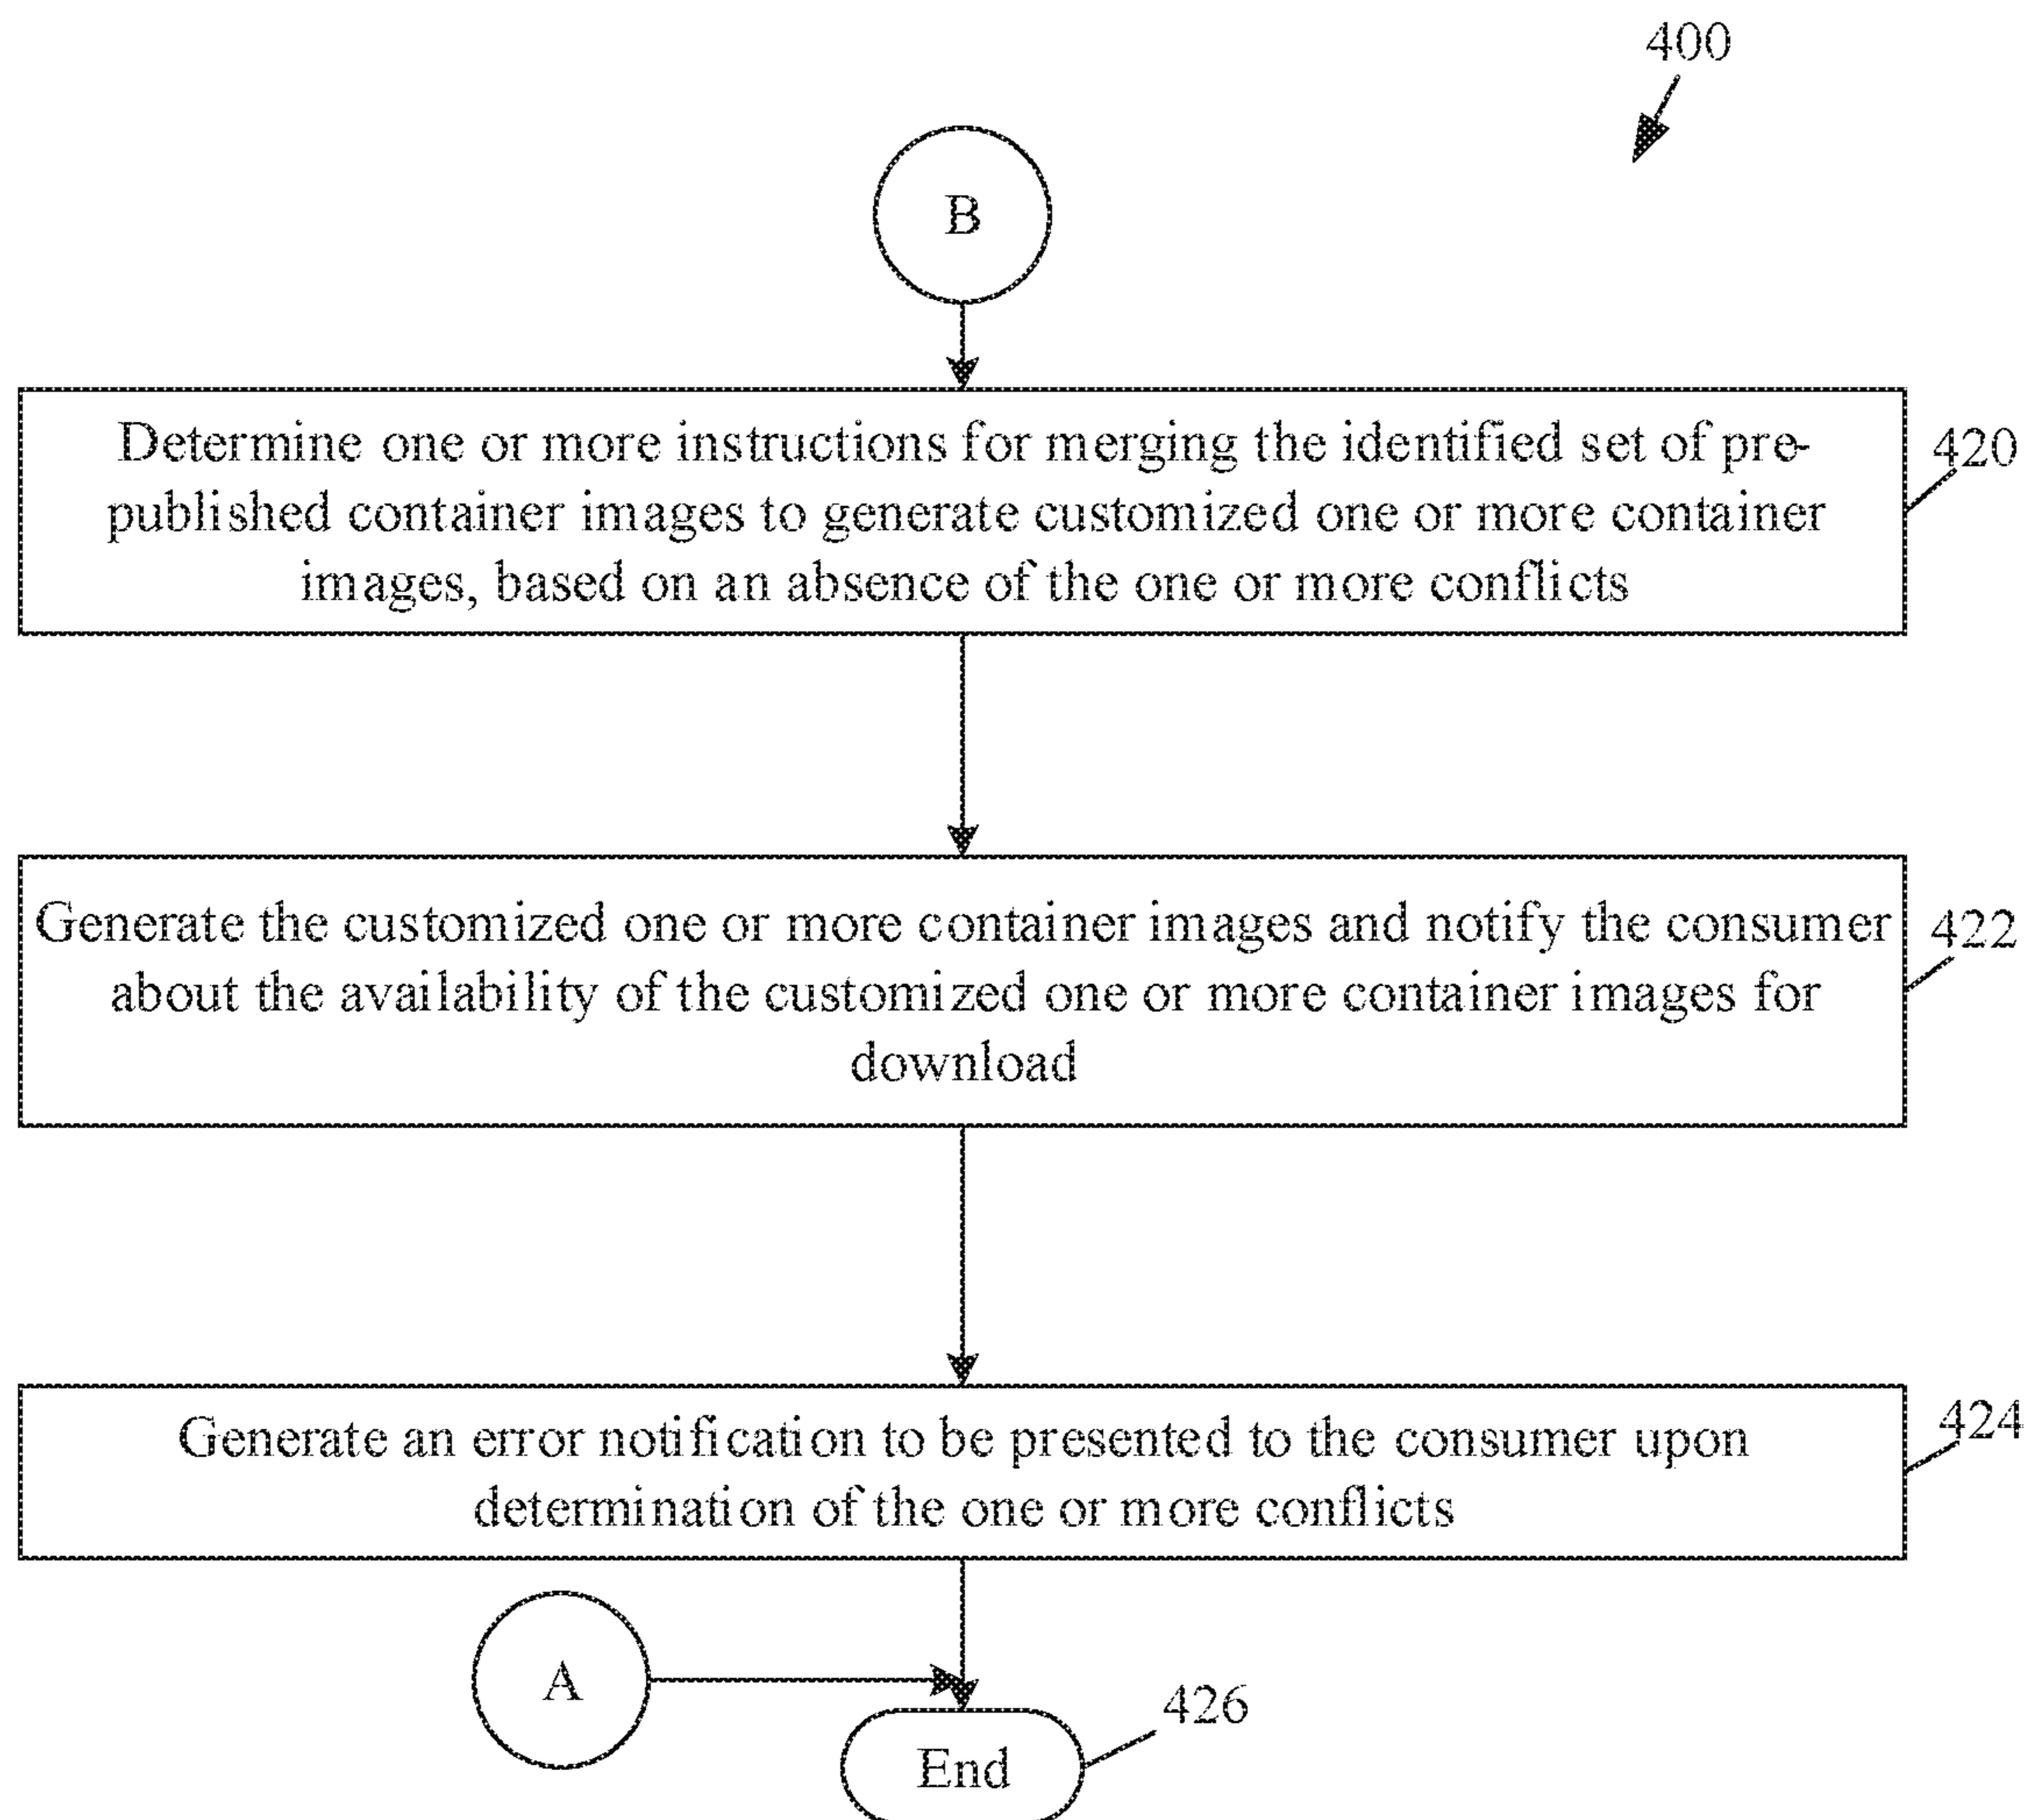 400
B
Determine one or more instructions for merging the identified set of pre-
published container images to generate customized one or more container
images, based on an absence of the one or more conflicts
420
Generate the customized one or more container images and notify the consumer
about the availability of the customized one or more container images for
download
422
Generate an error notification to be presented to the consumer upon
determination of the one or more conflicts
424
A
End
426